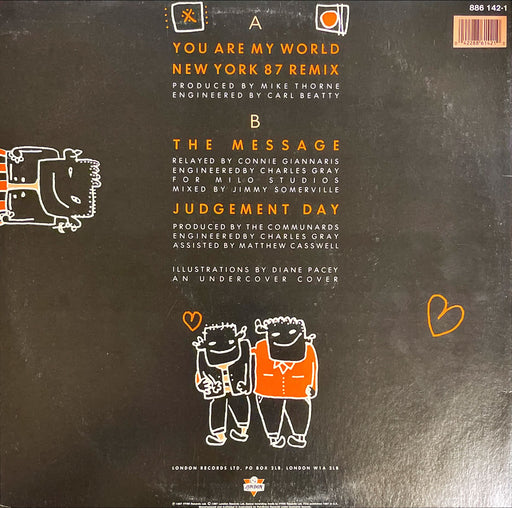 886 142-1
A
YOU ARE MY WORLD
NEW YORK 87 REMIX
PRODUCED BY MIKE THORNE
ENGINEERED BY CARL BEATTY
B
THE MESSAGE
RELAYED BY CONNIE GIANNARIS
ENGINEEREDBY CHARLES GRAY
FOR MILO STUDIOS
MIXED BY JIMMY SOMERVILLE
JUDGEMENT DAY
PRODUCED BY THE COMMUNARDS
ENGINEEREDBY CHARLES GRAY
ASSISTED BY MATTHEW CASSWELL
ILLUSTRATIONS BY DIANE PACEY
AN UNDERCOVER COVER
LONDON RECORDS LTD, PO BOX 2LB, LONDON W1A 2LB
LONDON